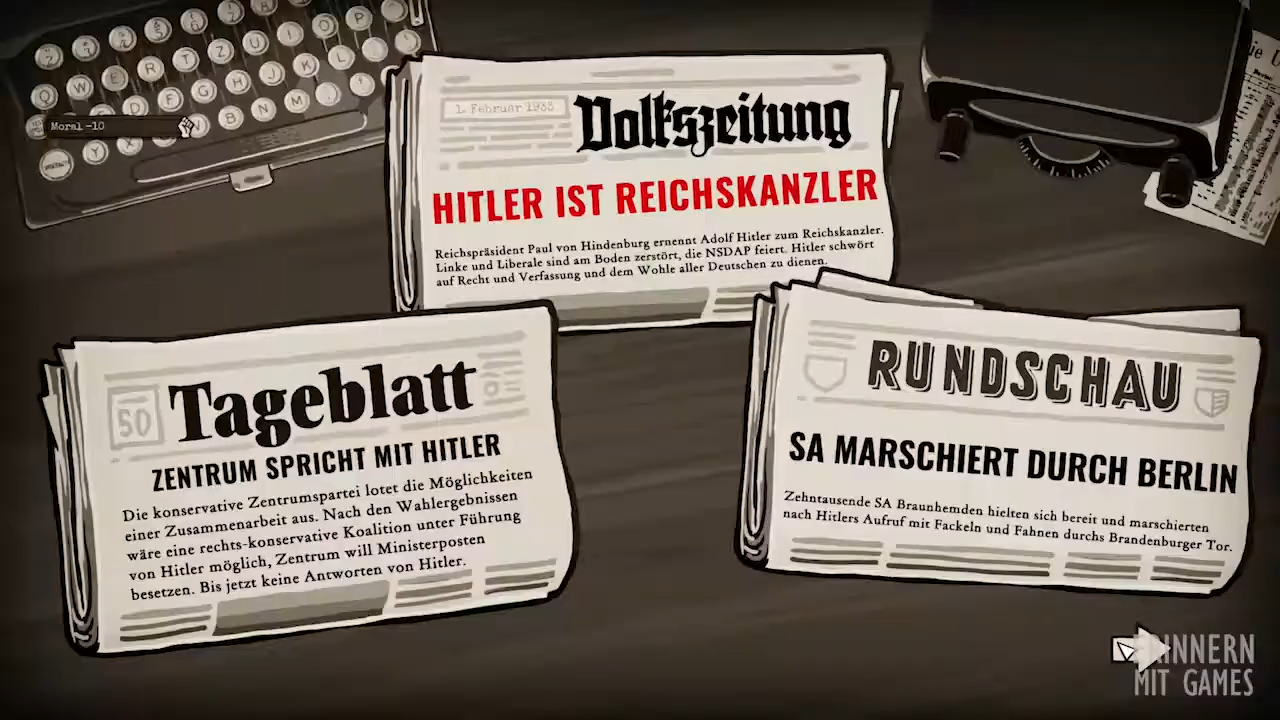 Moral -10
1. Februar 1933
Volkszeitung
HITLER IST REICHSKANZLER
Reichspräsident Paul von Hindenburg ernennt Adolf Hitler zum Reichskanzler.
Linke und Liberale sind am Boden zerstört, die NSDAP feiert. Hitler schwört
auf Recht und Verfassung und dem Wohle aller Deutschen zu dienen.
50
Tageblatt
ZENTRUM SPRICHT MIT HITLER
Die konservative Zentrumspartei lotet die Möglichkeiten
einer Zusammenarbeit aus. Nach den Wahlergebnissen
wäre eine rechts-konservative Koalition unter Führung
von Hitler möglich, Zentrum will Ministerposten
besetzen. Bis jetzt keine Antworten von Hitler.
RUNDSCHAU
SA MARSCHIERT DURCH BERLIN
Zehntausende SA Braunhemden hielten sich bereit und marschierten
nach Hitlers Aufruf mit Fackeln und Fahnen durchs Brandenburger Tor.
ERINNERN
MIT GAMES